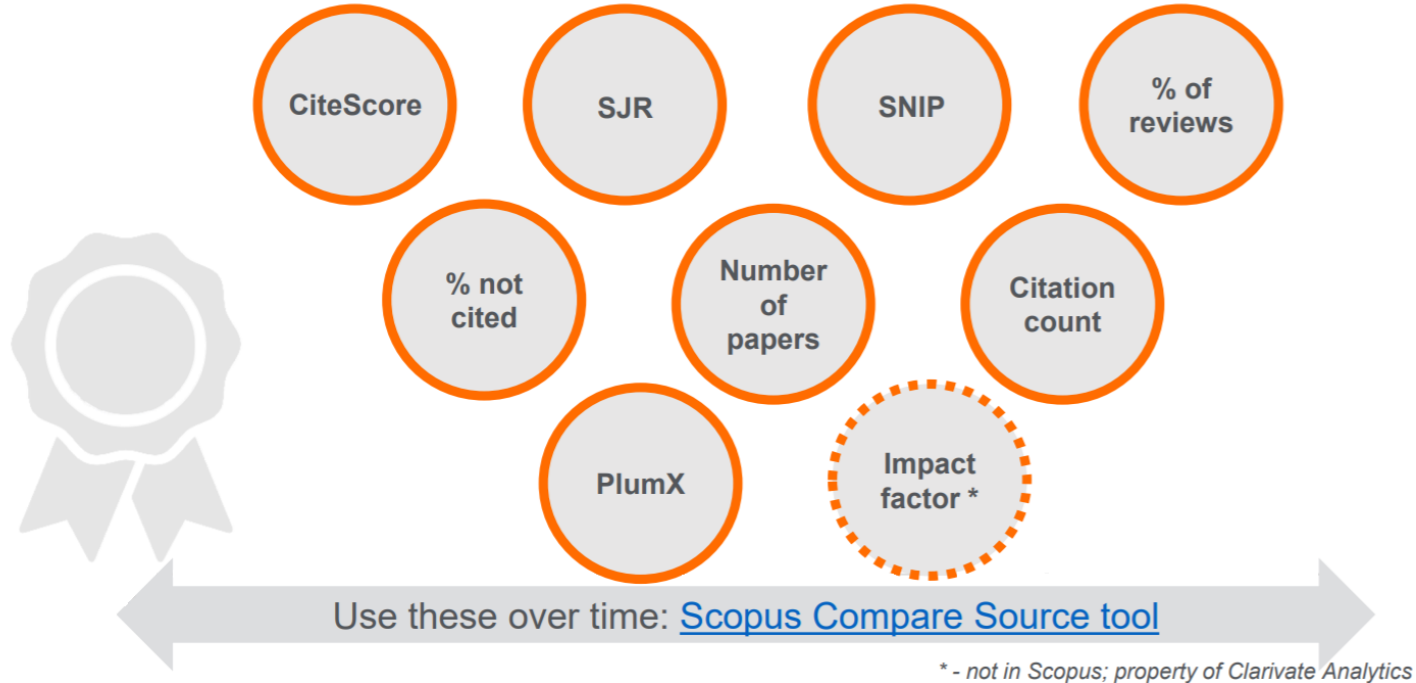 CiteScore
SJR
SNIP
% of
reviews
% not
cited
Number
of
papers
Citation
count
PlumX
Impact
factor *
Use these over time: Scopus Compare Source tool
* - not in Scopus; property of Clarivate Analytics